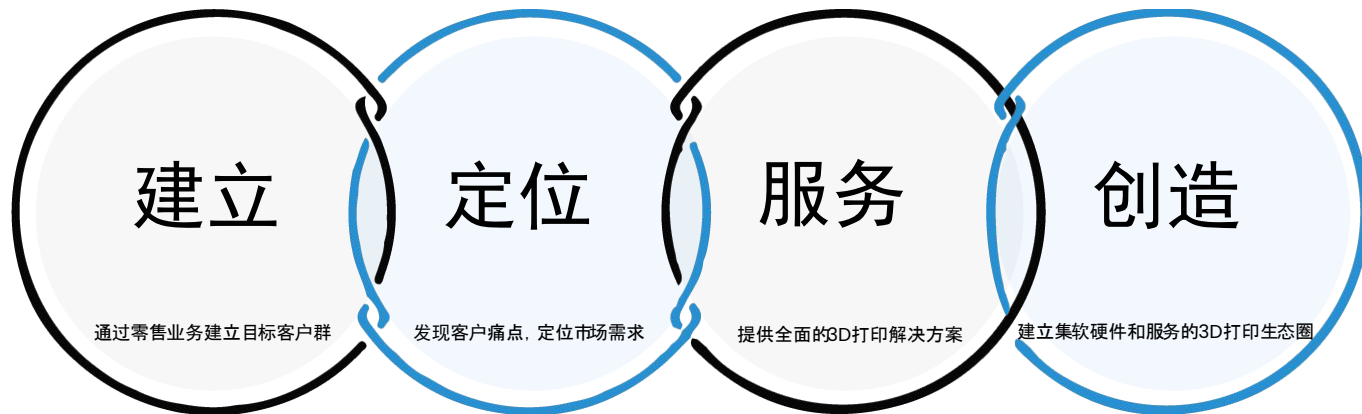 建立
定位
服务
创造
通过零售业务建立目标客户群
发现客户痛点，定位市场需求
提供全面的3D打印解决方案
建立集软硬件和服务的3D打印生态圈